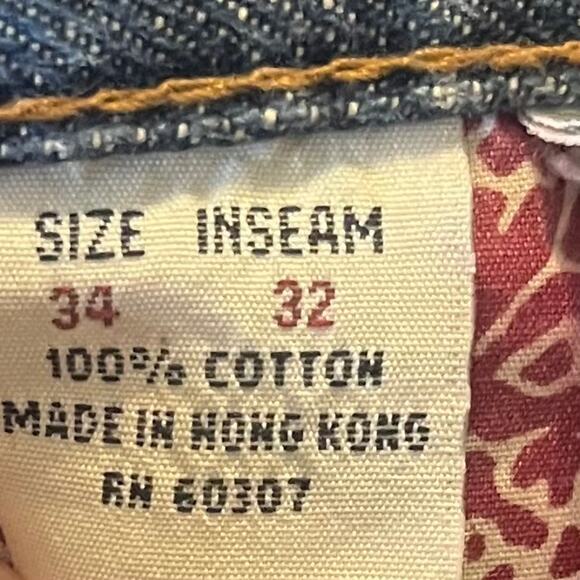 SIZE INSEAM
34 32
100% COTTON
MADE IN HONG KONG
RN 60307